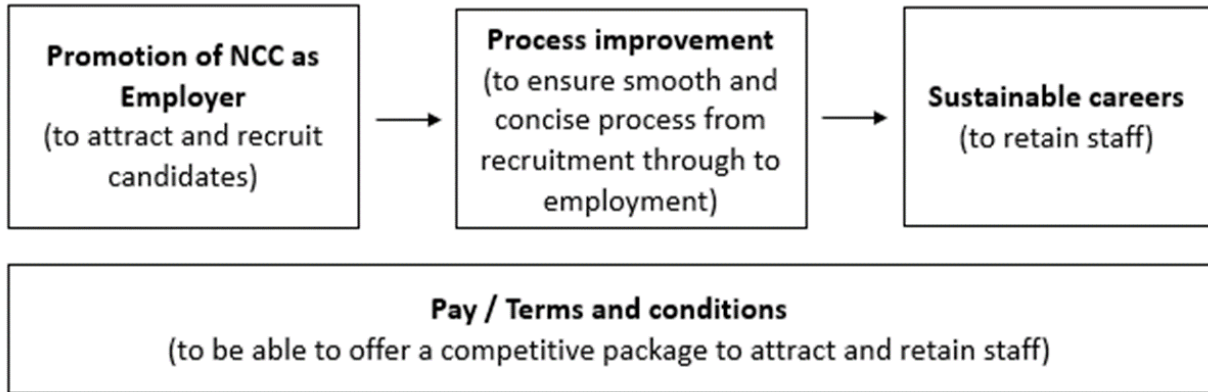 Promotion of NCC as
Employer
(to attract and recruit
candidates)
Process improvement
(to ensure smooth and
concise process from
recruitment through to
employment)
Sustainable careers
(to retain staff)
Pay / Terms and conditions
(to be able to offer a competitive package to attract and retain staff)